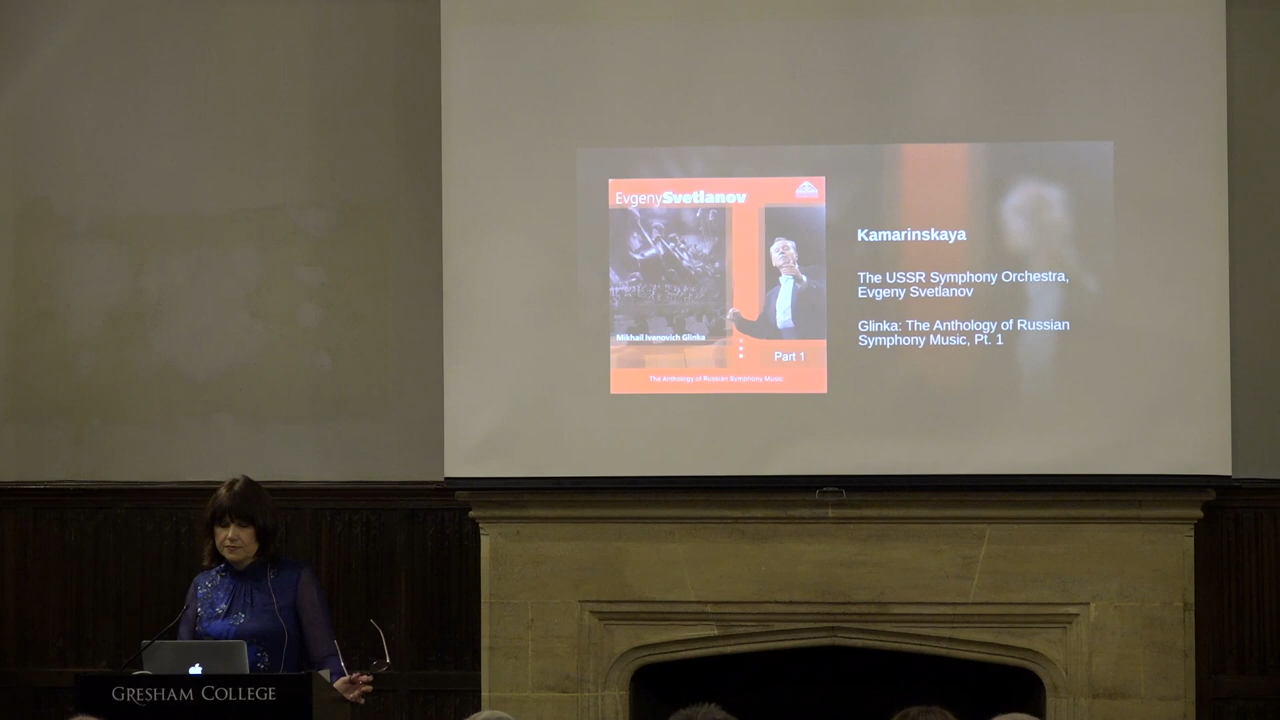 EvgenySvetlanov
Mikhail Ivanovich Glinka
Part 1
The Anthology of Russian Symphony Music
Kamarinskaya
The USSR Symphony Orchestra,
Evgeny Svetlanov
Glinka: The Anthology of Russian
Symphony Music, Pt. 1
GRESHAM COLLEGE